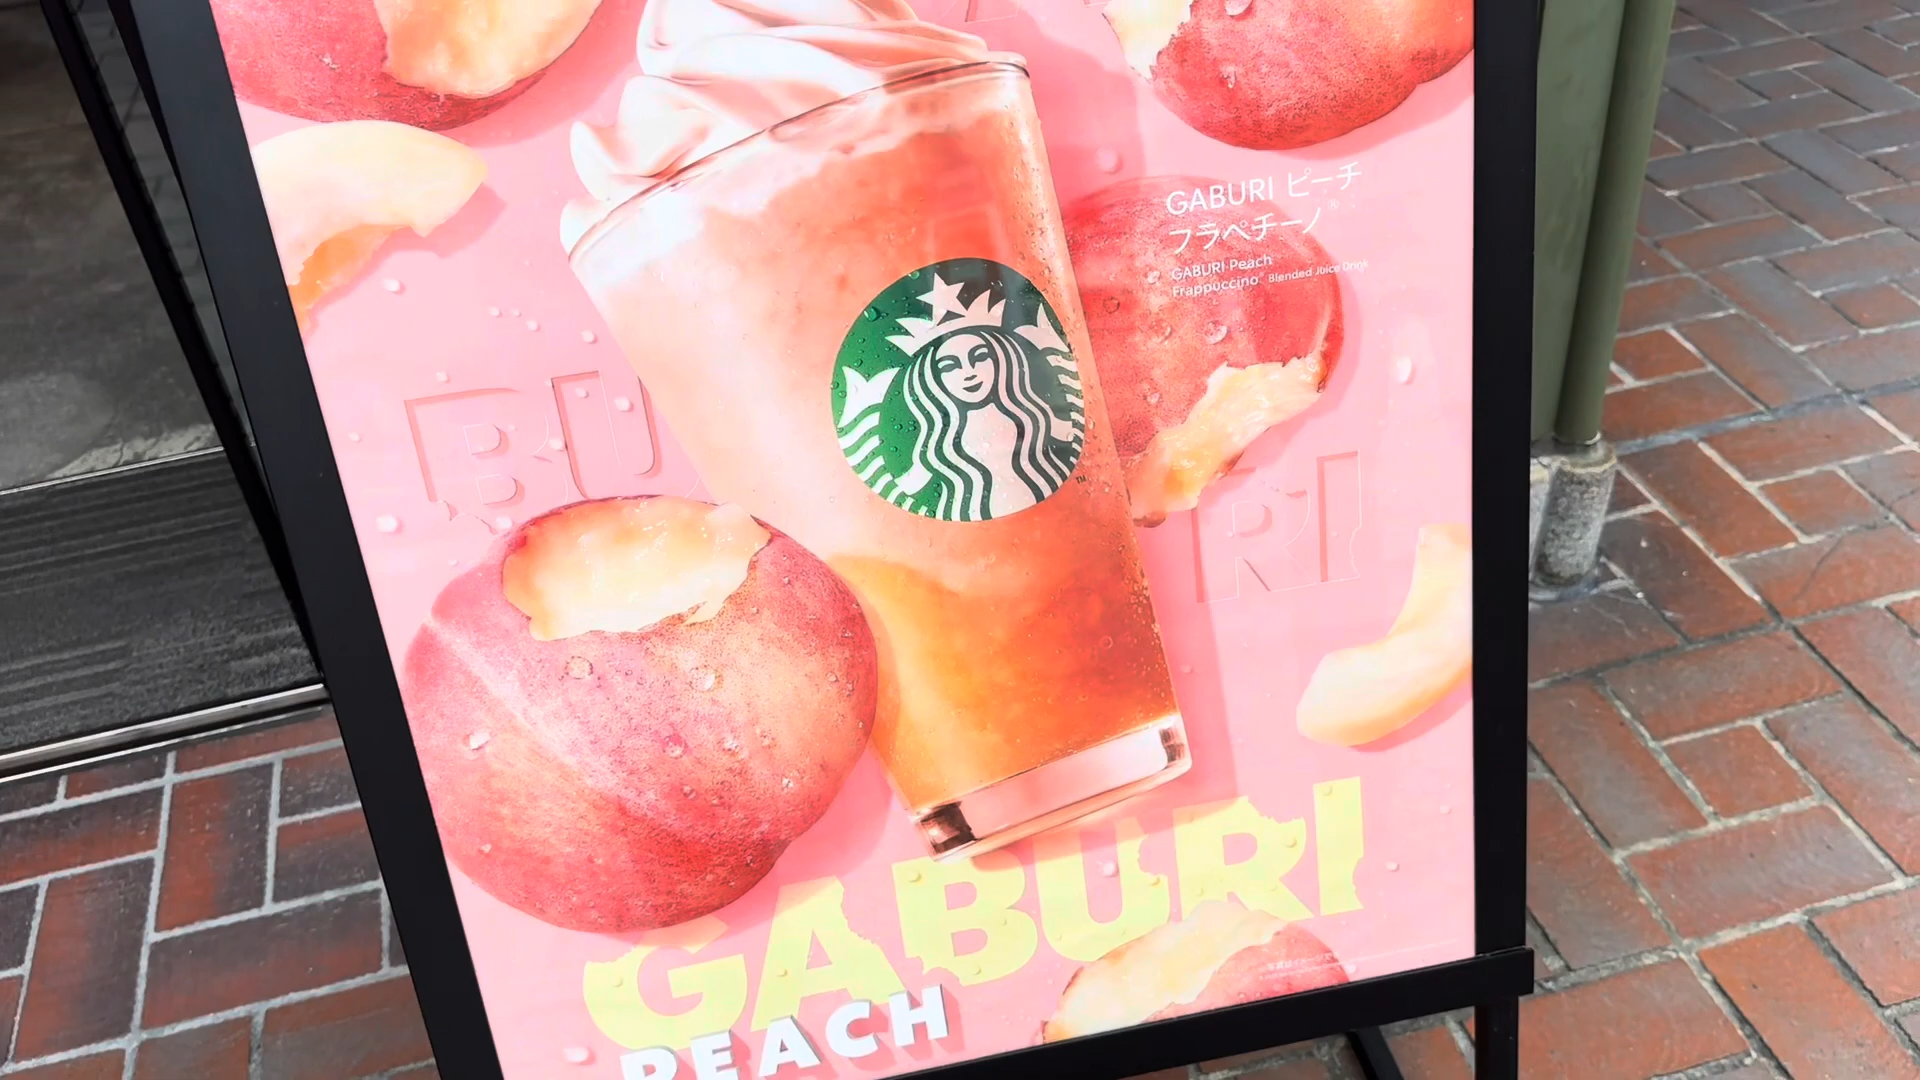 GABURI ピーチ
フラペチーノ®
GABURI Peach
Frappuccino® Blended Juice Drink
BU
RI
TM
GABURI
PEACH